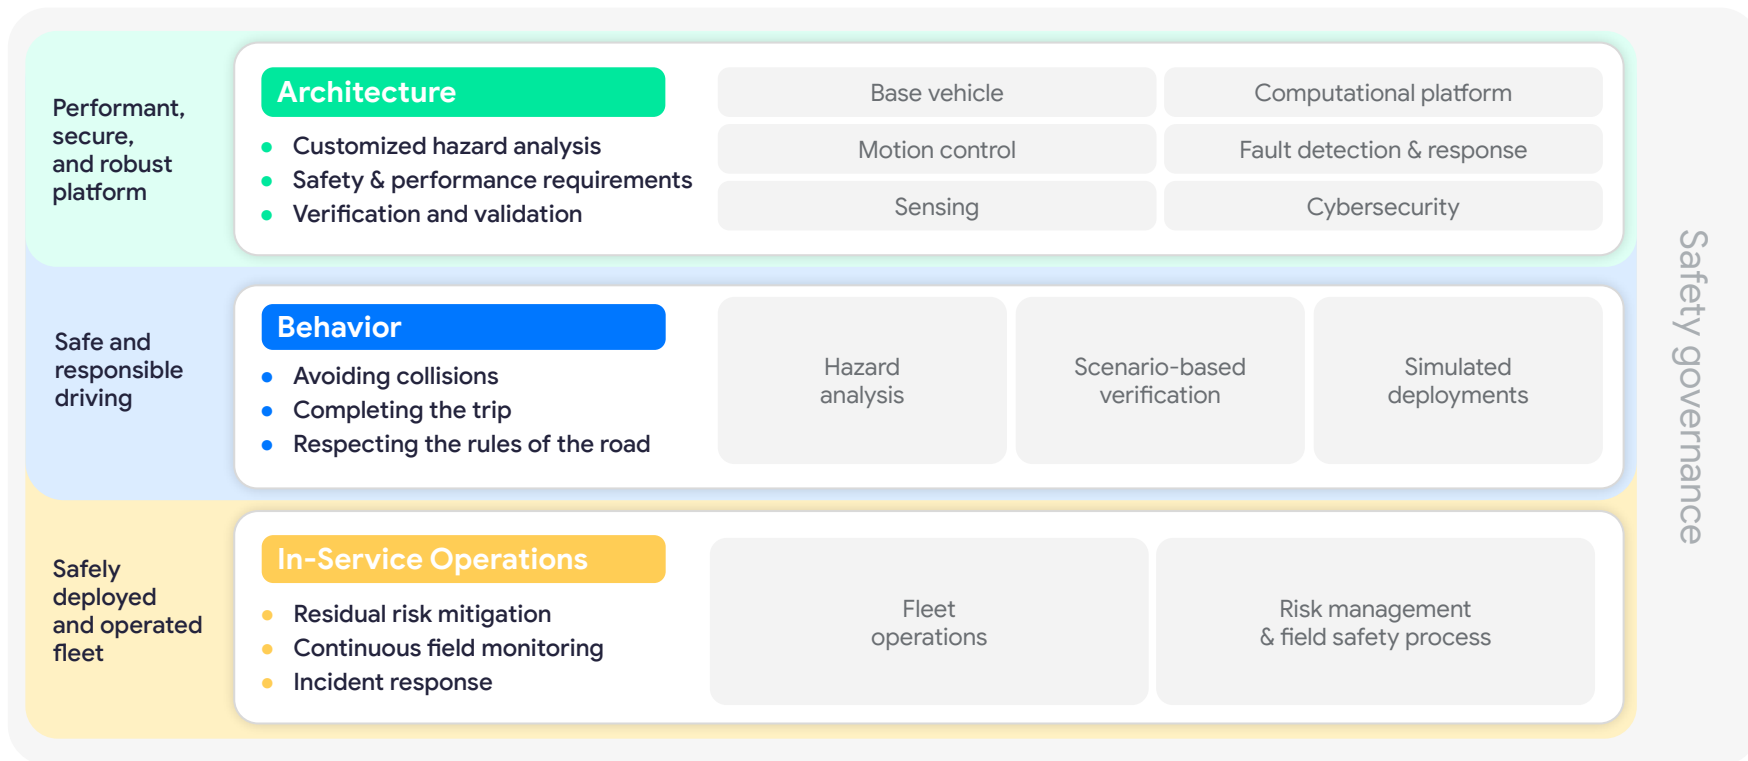 Performant,
secure,
and robust
platform
Architecture
Customized hazard analysis
Safety & performance requirements
Verification and validation
Base vehicle
Computational platform
Motion control
Fault detection & response
Sensing
Cybersecurity
Safe and
responsible
driving
Behavior
Avoiding collisions
Completing the trip
Respecting the rules of the road
Hazard
analysis
Scenario-based
verification
Simulated
deployments
Safely
deployed
and operated
fleet
In-Service Operations
Residual risk mitigation
Continuous field monitoring
Incident response
Fleet
operations
Risk management
& field safety process
Safety governance